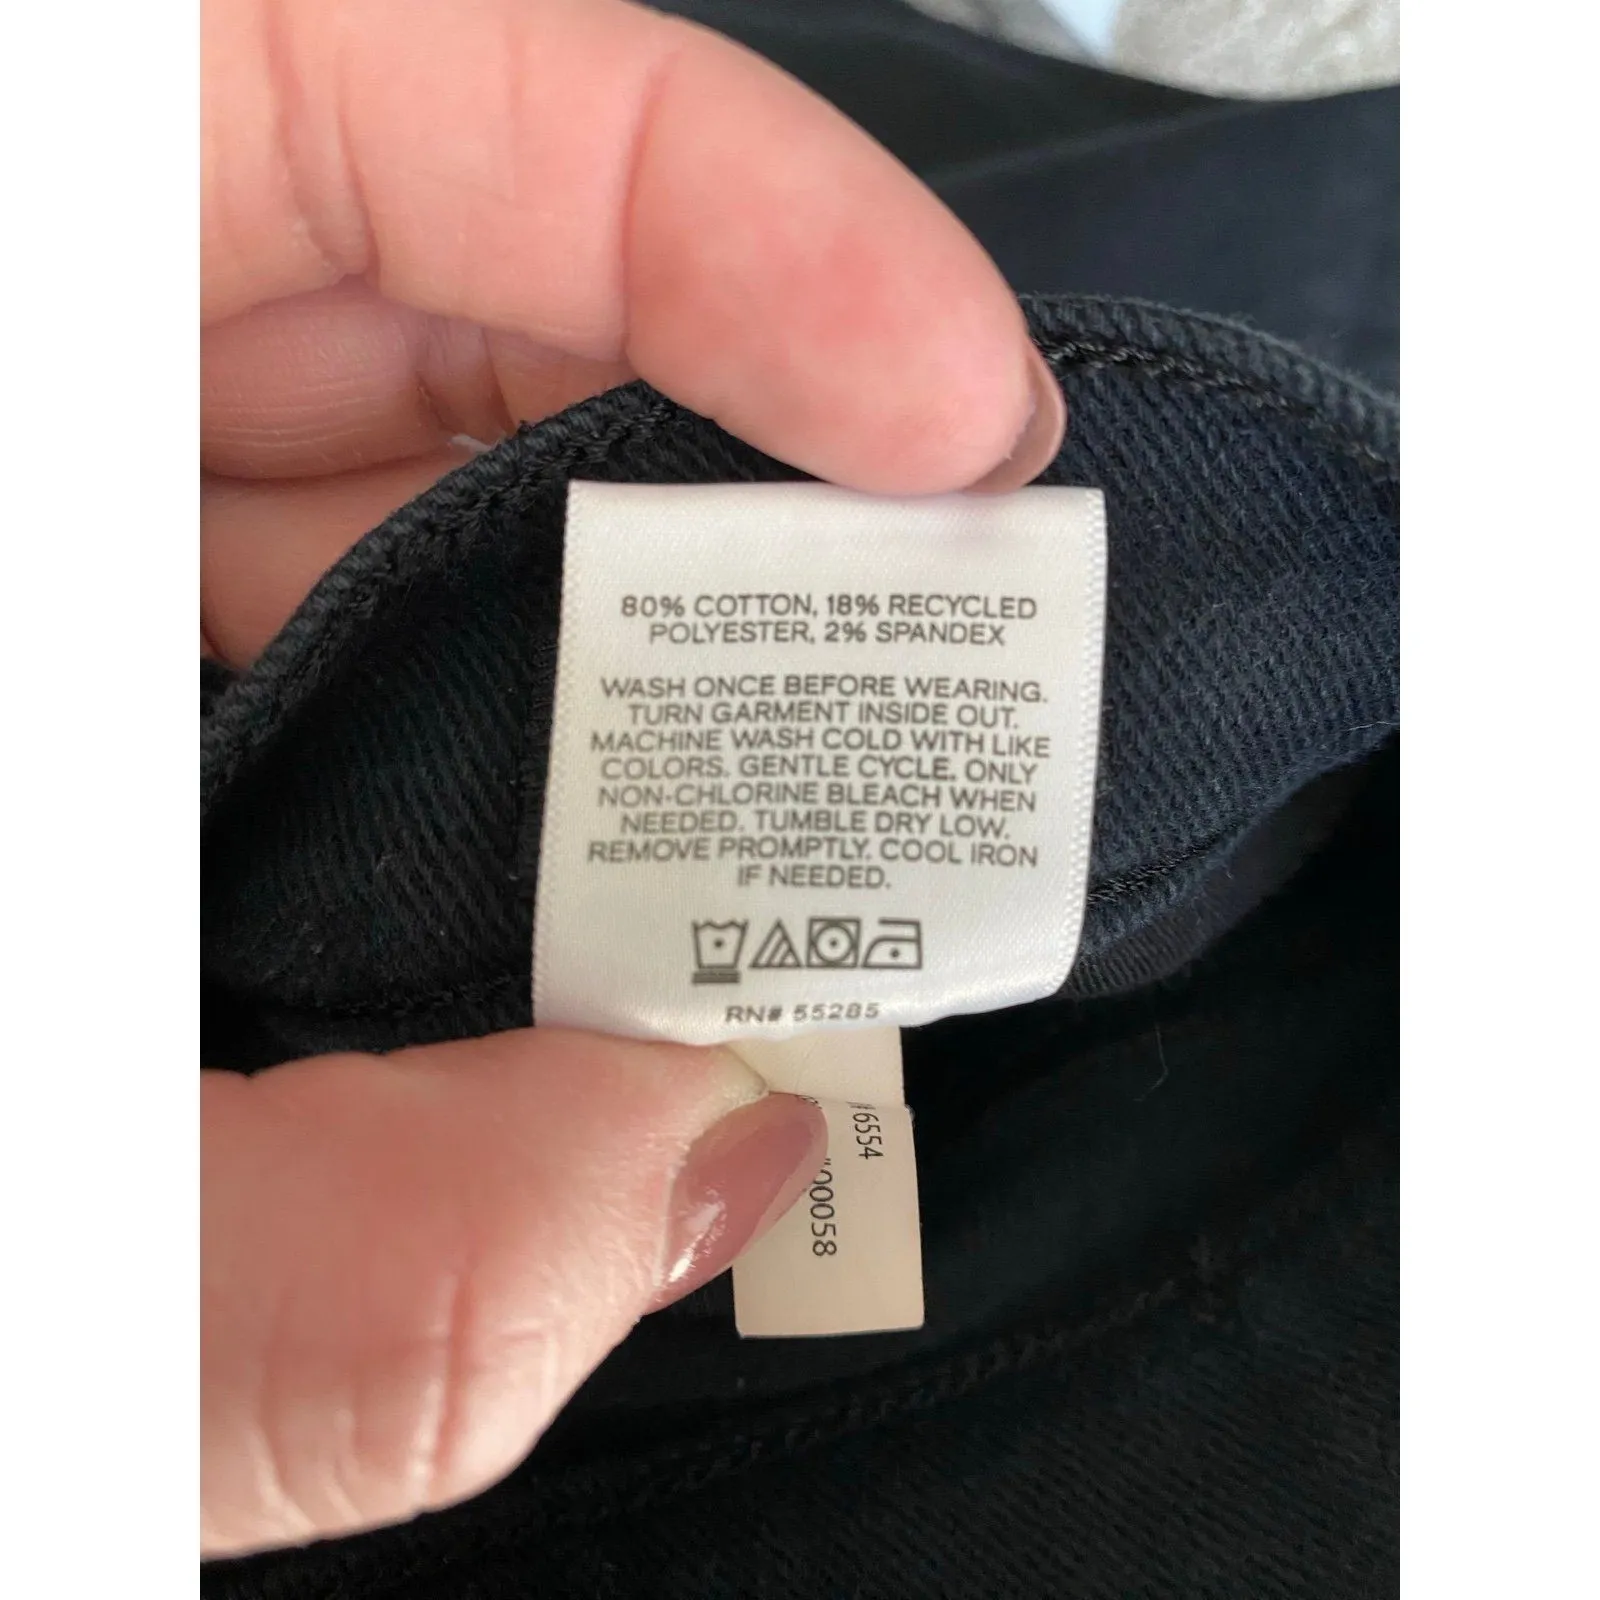 80% COTTON, 18% RECYCLED
POLYESTER, 2% SPANDEX
WASH ONCE BEFORE WEARING.
TURN GARMENT INSIDE OUT.
MACHINE WASH COLD WITH LIKE
COLORS. GENTLE CYCLE. ONLY
NON-CHLORINE BLEACH WHEN
NEEDED. TUMBLE DRY LOW.
REMOVE PROMPTLY. COOL IRON
IF NEEDED.
RN# 55285
# 6554
00058